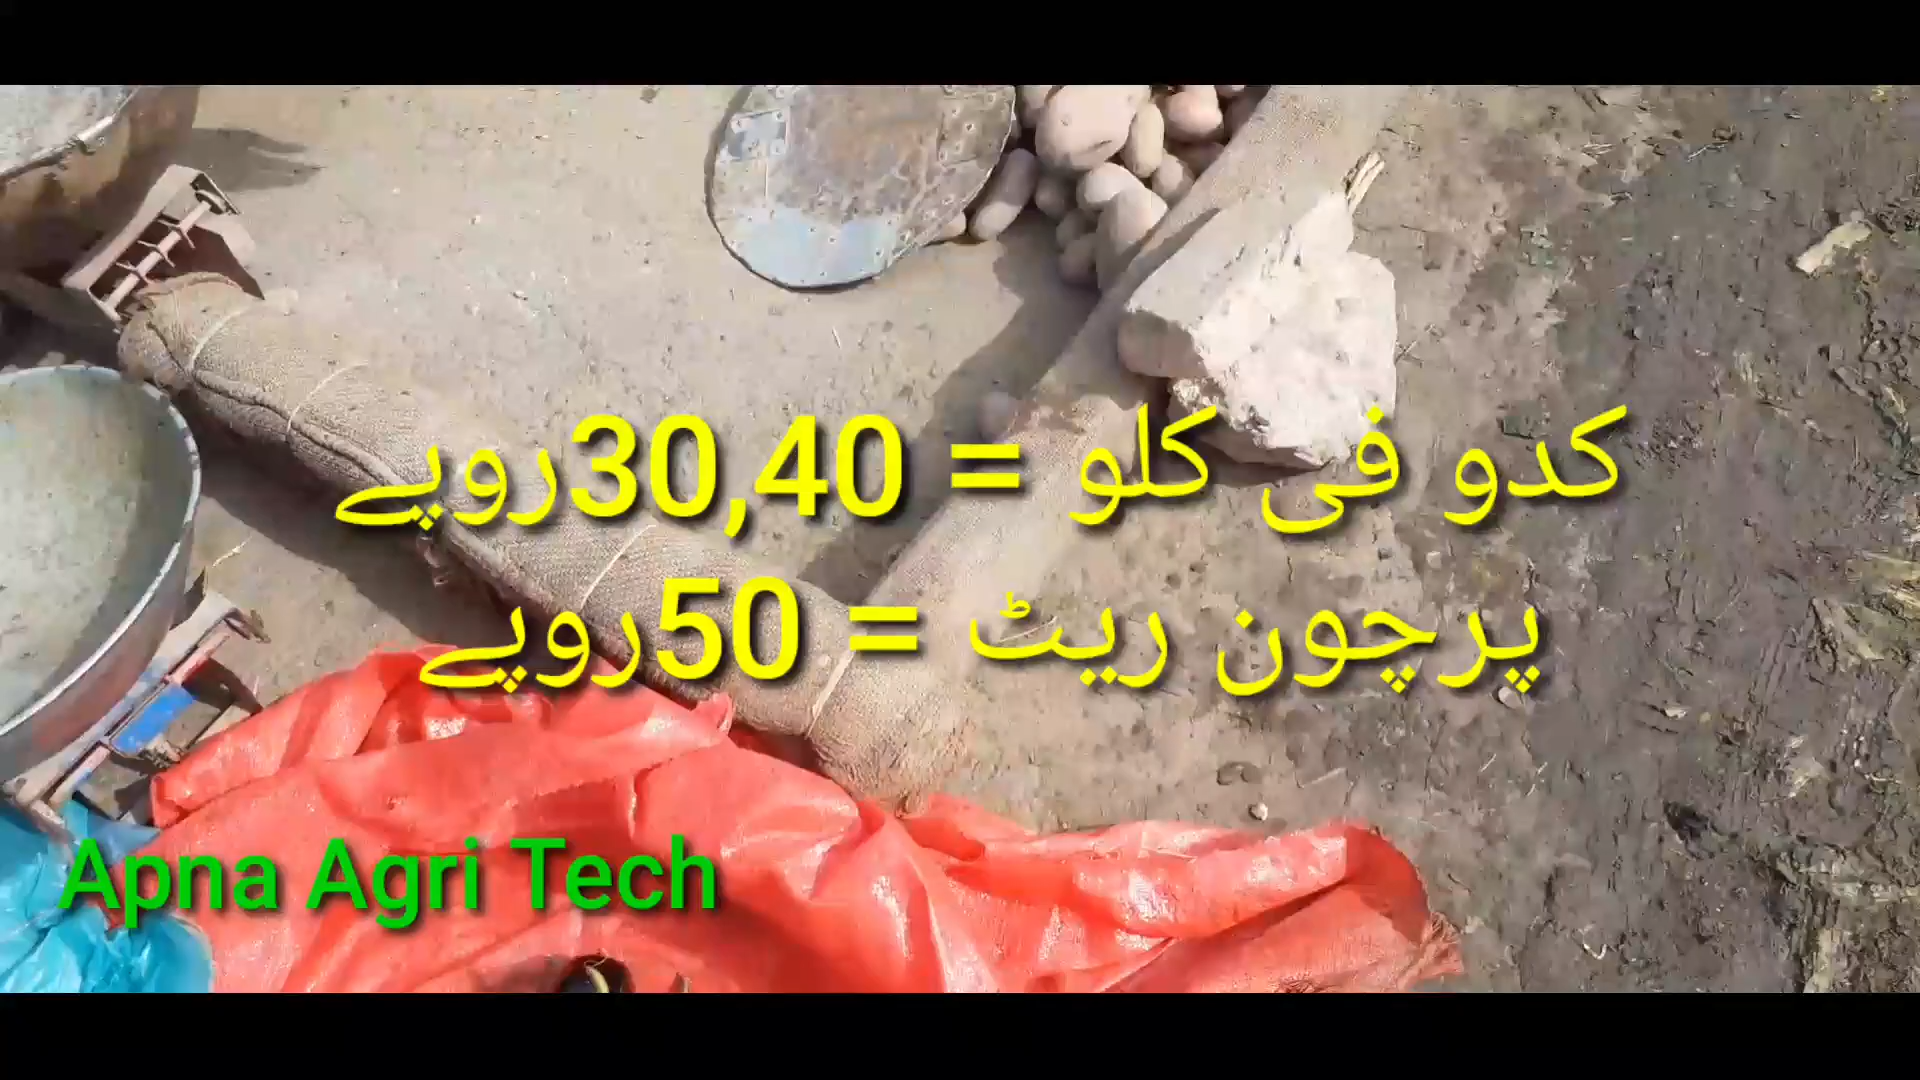 کدو فی کلو = 30,40روپے
پرچون ریٹ = 50روپے
Apna Agri Tech